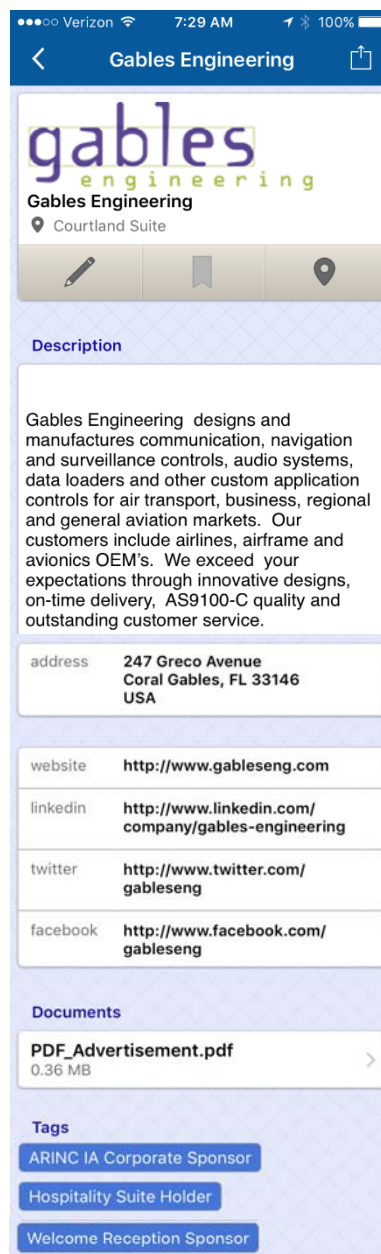 Verizon 7:29 AM 100%
Gables Engineering
gables
engineering
Gables Engineering
Courtland Suite
Description
Gables Engineering  designs and
manufactures communication, navigation
and surveillance controls, audio systems,
data loaders and other custom application
controls for air transport, business, regional
and general aviation markets.  Our
customers include airlines, airframe and
avionics OEM's.  We exceed  your
expectations through innovative designs,
on-time delivery,  AS9100-C quality and
outstanding customer service.
address 247 Greco Avenue
Coral Gables, FL 33146
USA
website http://www.gableseng.com
linkedin http://www.linkedin.com/
company/gables-engineering
twitter http://www.twitter.com/
gableseng
facebook http://www.facebook.com/
gableseng
Documents
PDF_Advertisement.pdf
0.36 MB
Tags
ARINC IA Corporate Sponsor
Hospitality Suite Holder
Welcome Reception Sponsor